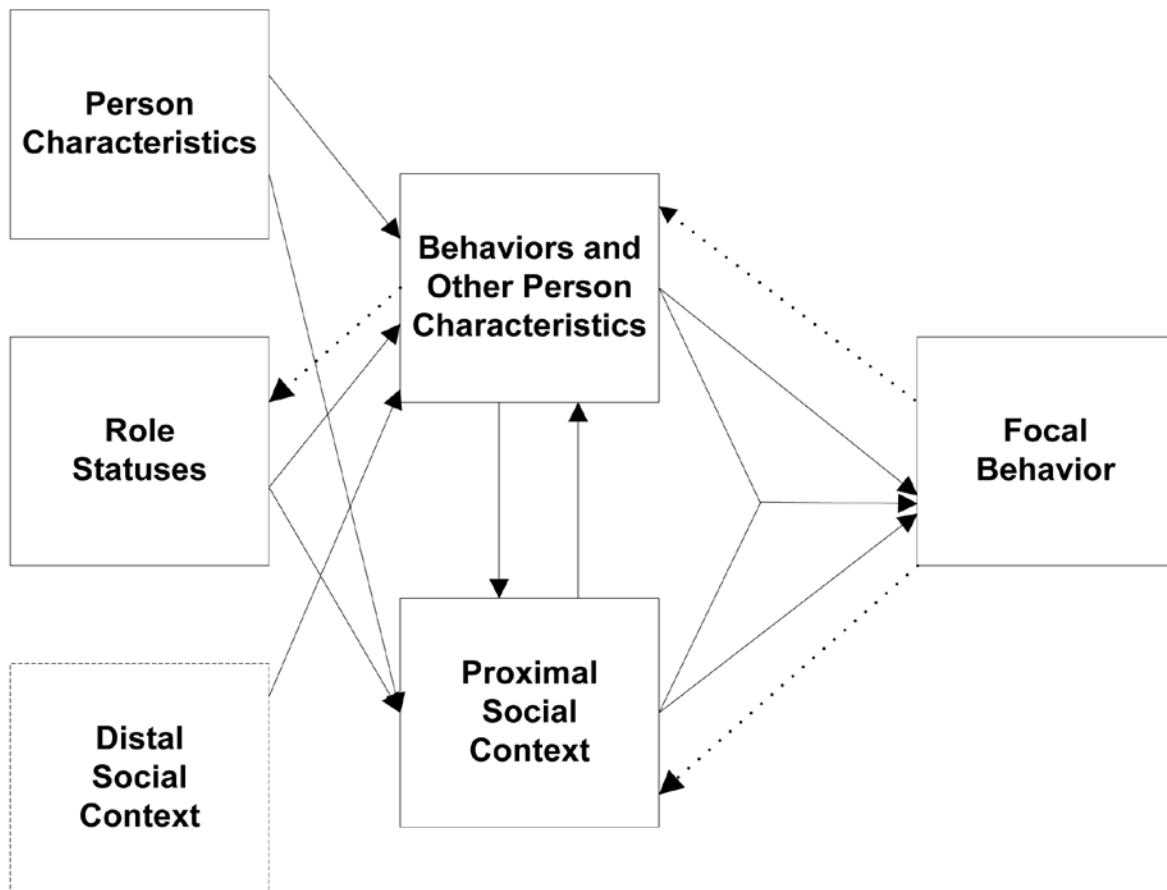 Person
Characteristics
Behaviors and
Other Person
Characteristics
Role
Statuses
Focal
Behavior
Proximal
Social
Context
Distal
Social
Context